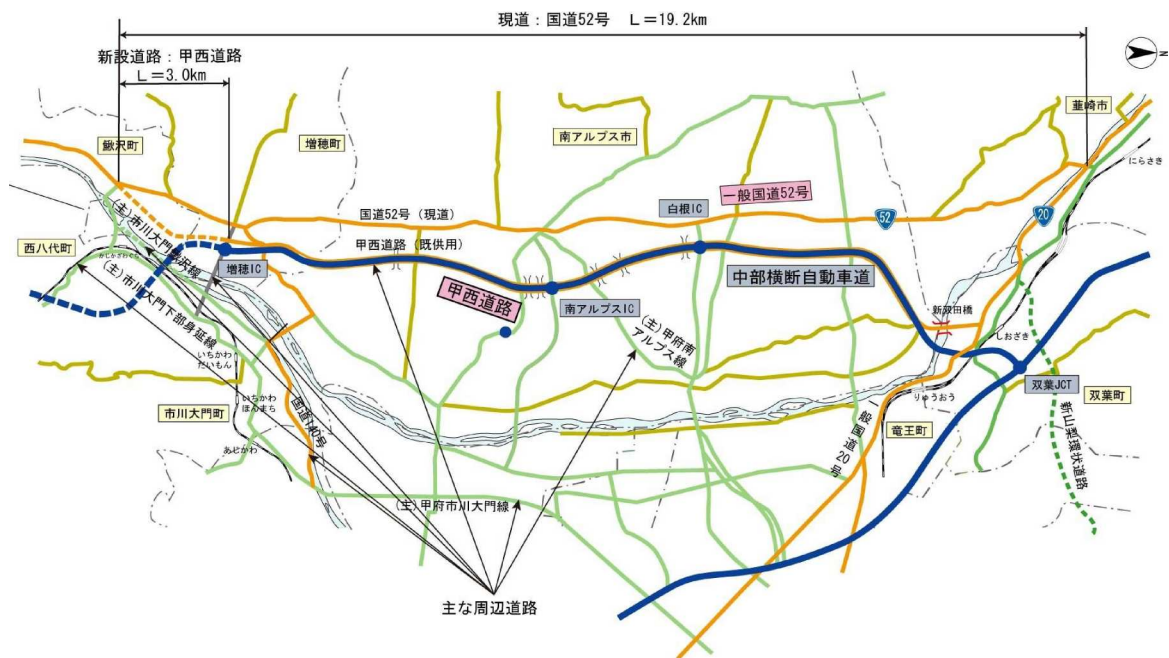 現道：国道52号 L＝19.2km
新設道路：甲西道路
L＝3.0km
N
韮崎市
鰍沢町
増穂町
南アルプス市
にらさき
一般国道52号
白根IC
国道52号（現道）
52
20
西八代町
(主)市川大門鰍沢線
かじかざわぐち
甲西道路（既供用）
増穂IC
中部横断自動車道
(主)市川大門下部身延線
甲西道路
南アルプスIC
新双田橋
(主)甲府南
アルプス線
しおざき
いちかわ
だいもん
双葉JCT
双葉町
りゅうおう
市川大門町
いちかわ
ほんまち
国道140号
一般国道20号
竜王町
新山梨環状道路
あじかわ
(主)甲府市川大門線
主な周辺道路